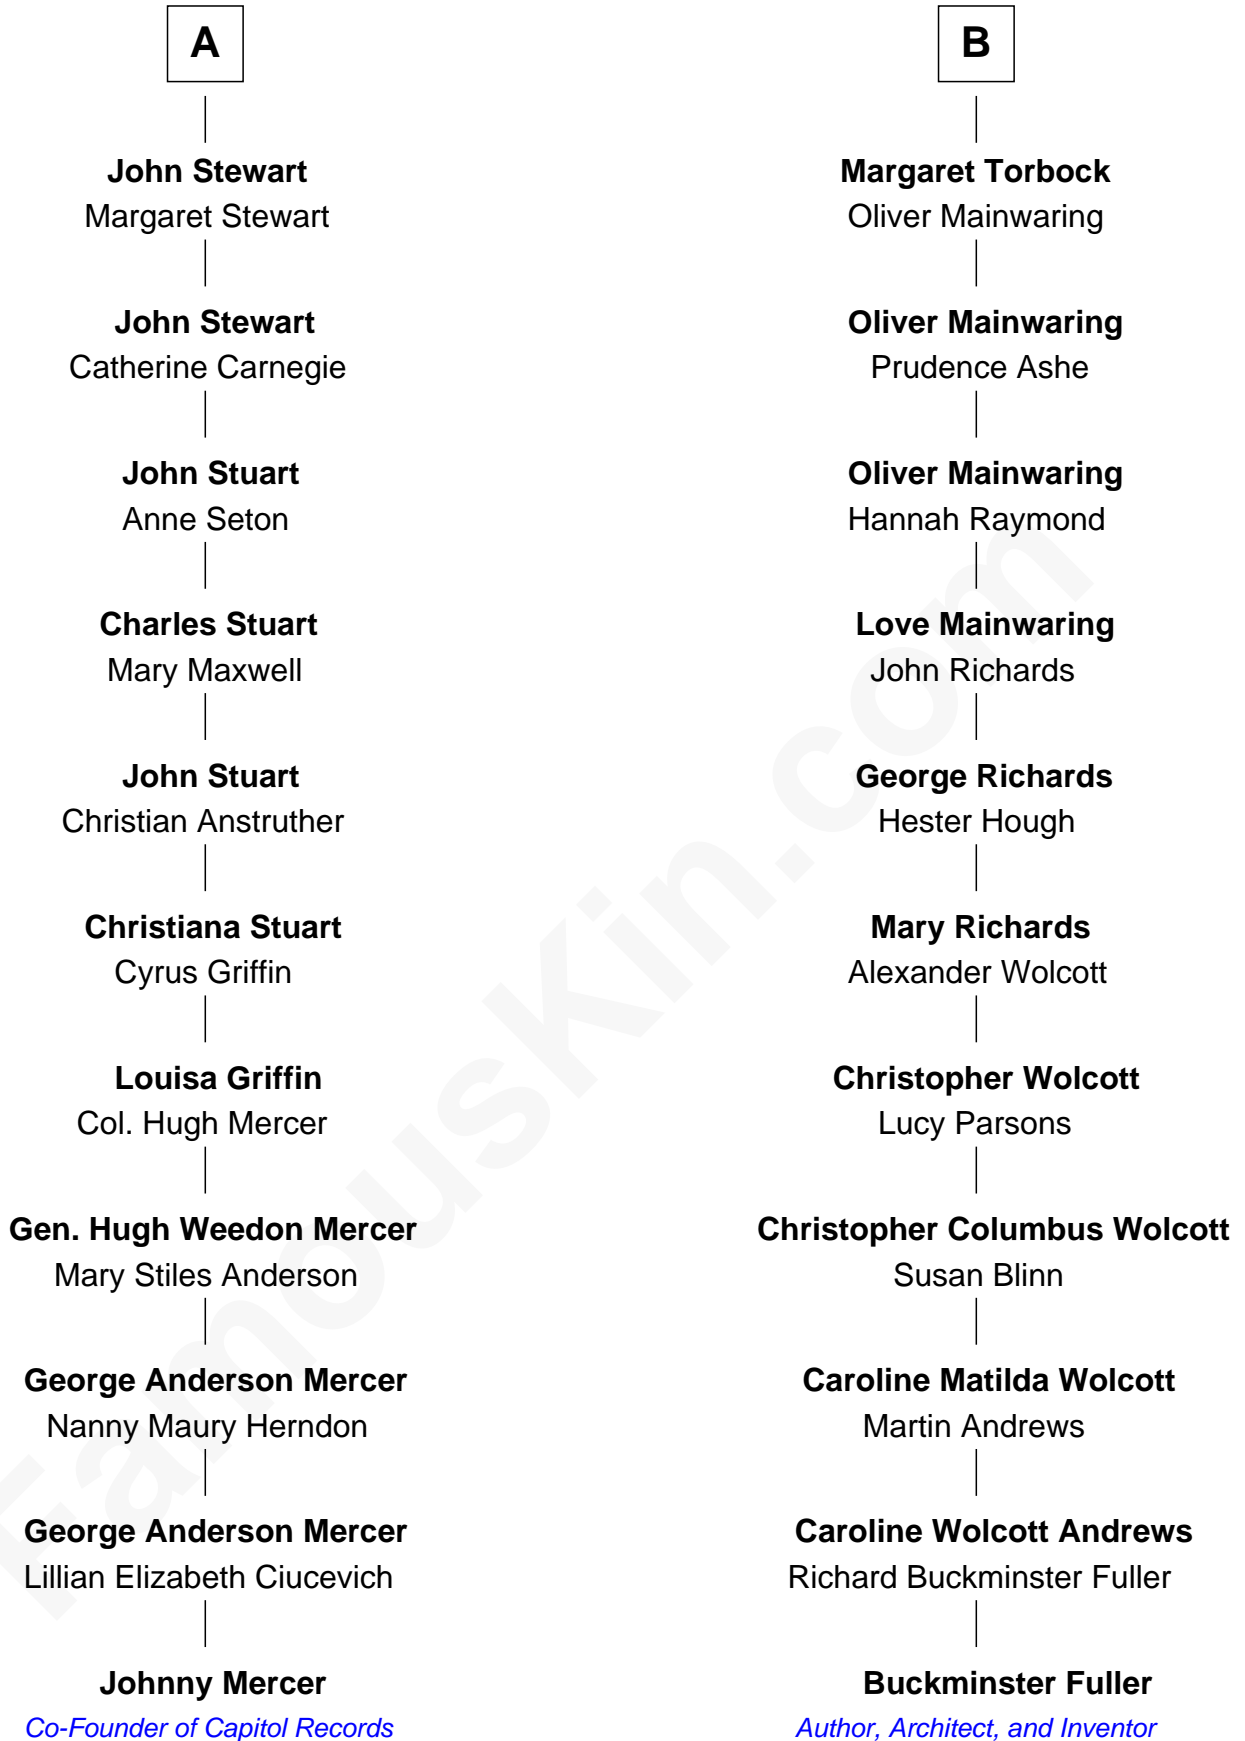 A
John Stewart
Margaret Stewart
John Stewart
Catherine Carnegie
John Stuart
Anne Seton
Charles Stuart
Mary Maxwell
John Stuart
Christian Anstruther
Christiana Stuart
Cyrus Griffin
Louisa Griffin
Col. Hugh Mercer
Gen. Hugh Weedon Mercer
Mary Stiles Anderson
George Anderson Mercer
Nanny Maury Herndon
George Anderson Mercer
Lillian Elizabeth Ciucevich
Johnny Mercer
Co-Founder of Capitol Records
B
Margaret Torbock
Oliver Mainwaring
Oliver Mainwaring
Prudence Ashe
Oliver Mainwaring
Hannah Raymond
Love Mainwaring
John Richards
George Richards
Hester Hough
Mary Richards
Alexander Wolcott
Christopher Wolcott
Lucy Parsons
Christopher Columbus Wolcott
Susan Blinn
Caroline Matilda Wolcott
Martin Andrews
Caroline Wolcott Andrews
Richard Buckminster Fuller
Buckminster Fuller
Author, Architect, and Inventor
FamousKin.com